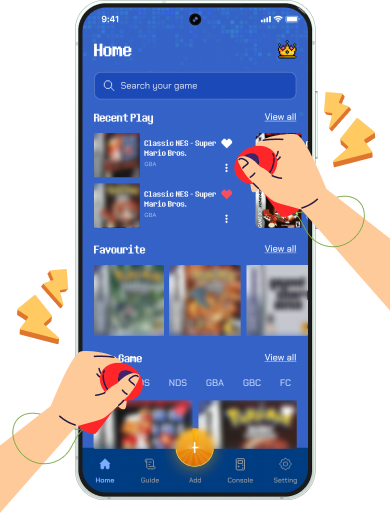 9:41
Home
Search your game
Recent Play
View all
Classic NES - Super
Mario Bros.
GBA
Classic NES - Super
Mario Bros.
GBA
Favourite
View all
Game
View all
NDS
GBA
GBC
FC
Home
Guide
Add
Console
Setting